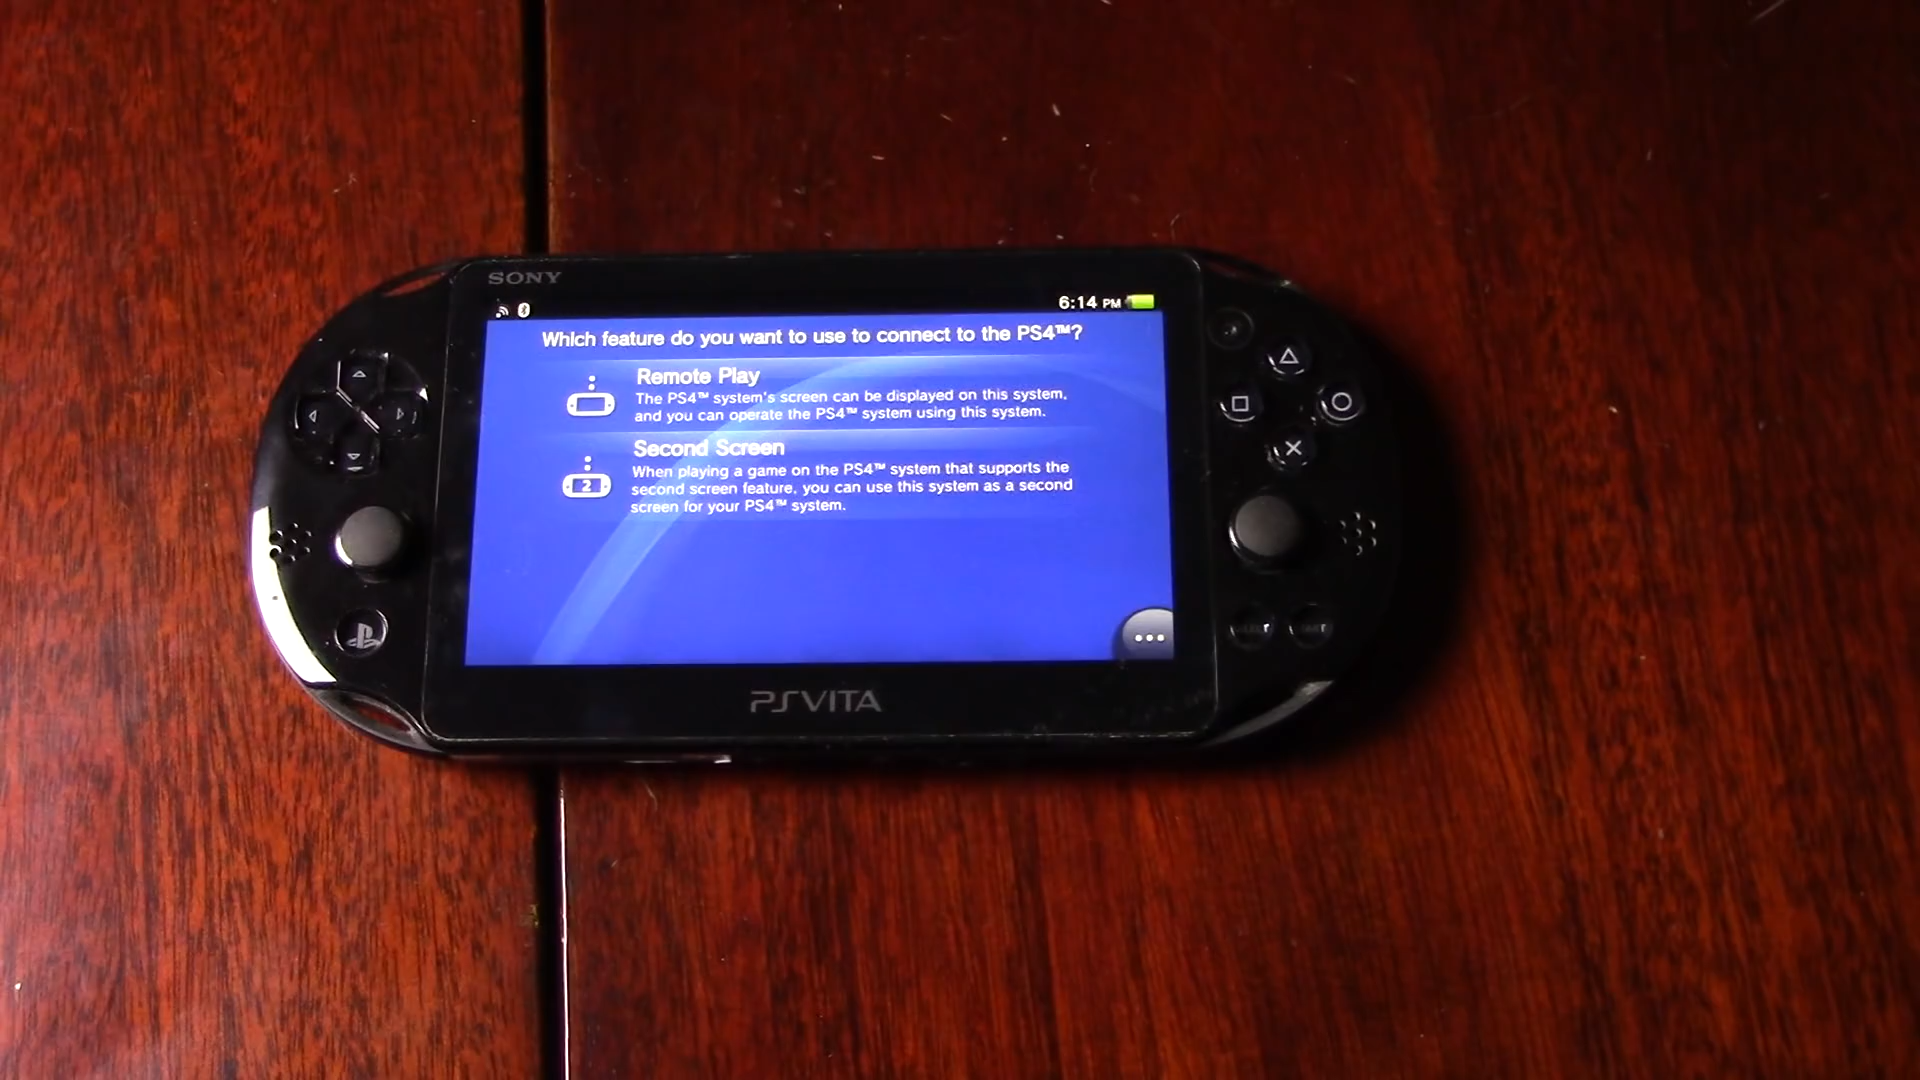 SONY
6:14 PM
Which feature do you want to use to connect to the PS4™?
Remote Play
The PS4™ system's screen can be displayed on this system,
and you can operate the PS4™ system using this system.
Second Screen
2
When playing a game on the PS4™ system that supports the
second screen feature, you can use this system as a second
screen for your PS4™ system.
PSVITA